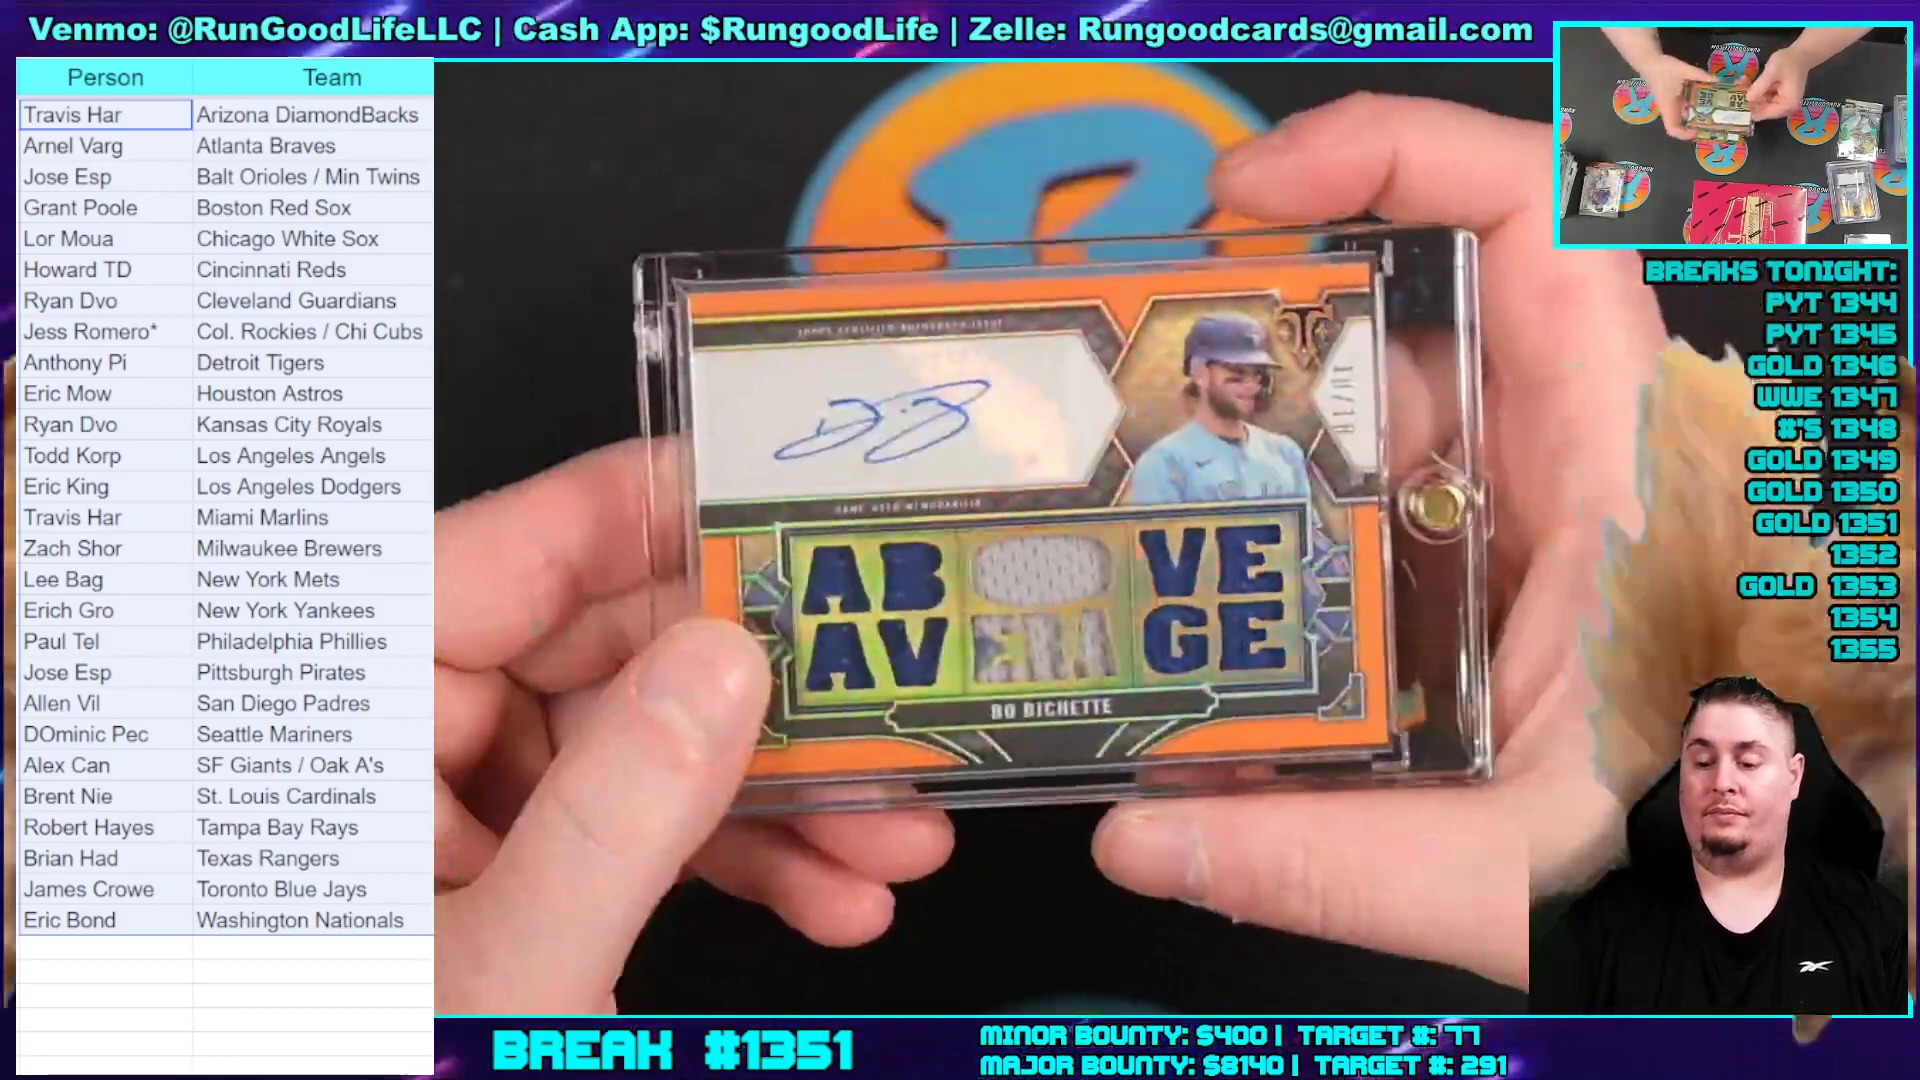 Venmo: @RunGoodLifeLLC | Cash App: $RungoodLife | Zelle: Rungoodcards@gmail.com
Person Team
Travis Har Arizona DiamondBacks
Arnel Varg Atlanta Braves
Jose Esp Balt Orioles / Min Twins
Grant Poole Boston Red Sox
Lor Moua Chicago White Sox
Howard TD Cincinnati Reds
Ryan Dvo Cleveland Guardians
Jess Romero* Col. Rockies / Chi Cubs
Anthony Pi Detroit Tigers
Eric Mow Houston Astros
Ryan Dvo Kansas City Royals
Todd Korp Los Angeles Angels
Eric King Los Angeles Dodgers
Travis Har Miami Marlins
Zach Shor Milwaukee Brewers
Lee Bag New York Mets
Erich Gro New York Yankees
Paul Tel Philadelphia Phillies
Jose Esp Pittsburgh Pirates
Allen Vil San Diego Padres
DOminic Pec Seattle Mariners
Alex Can SF Giants / Oak A's
Brent Nie St. Louis Cardinals
Robert Hayes Tampa Bay Rays
Brian Had Texas Rangers
James Crowe Toronto Blue Jays
Eric Bond Washington Nationals
TOPPS CERTIFIED AUTOGRAPH ISSUE
GAME-USED MEMORABILIA
AB O VE
AV ERA GE
BO BICHETTE
BREAKS TONIGHT:
PYT 1344
PYT 1345
GOLD 1346
WWE 1347
#'S 1348
GOLD 1349
GOLD 1350
GOLD 1351
1352
GOLD 1353
1354
1355
BREAK #1351
MINOR BOUNTY: $400 | TARGET #: 77
MAJOR BOUNTY: $8140 | TARGET #: 291